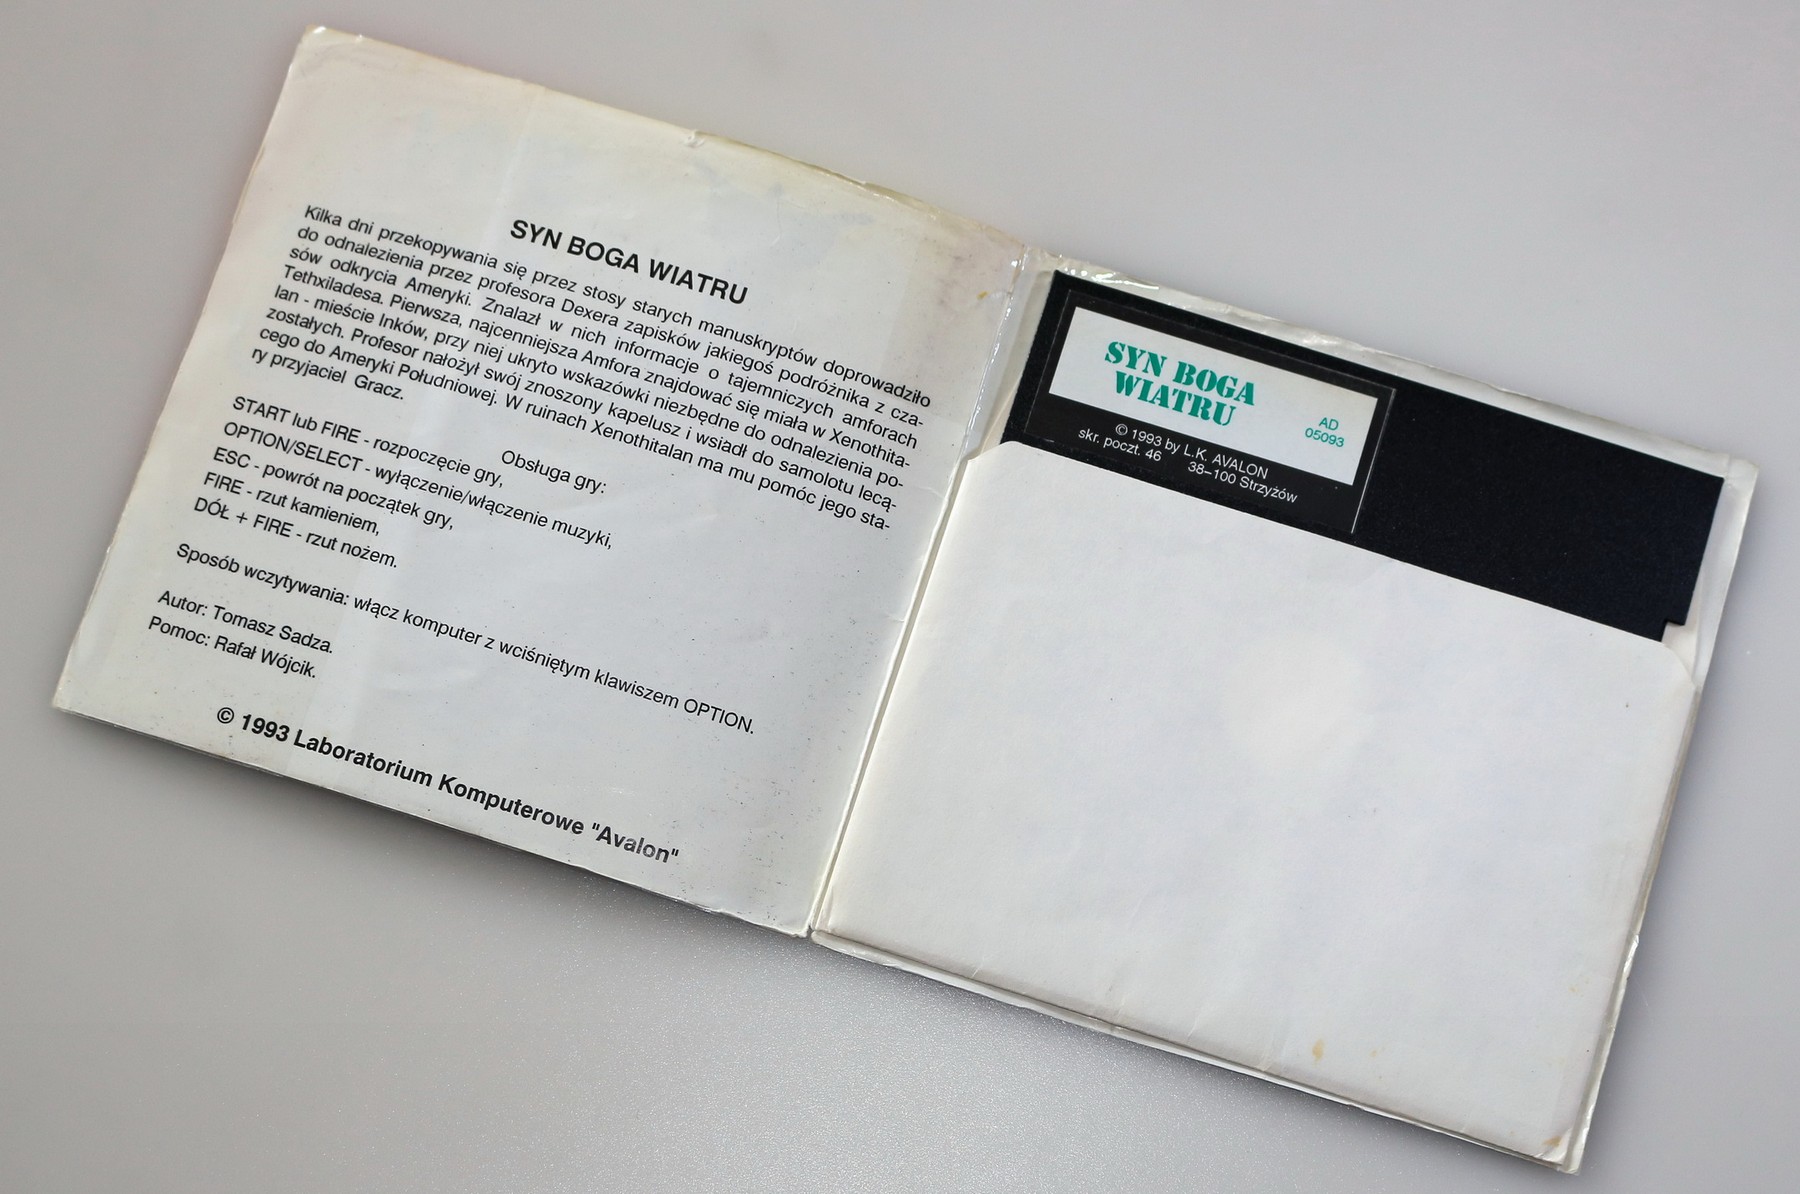 SYN BOGA WIATRU
Kilka dni przekopywania się przez stosy starych manuskryptów doprowadziło
do odnalezienia przez profesora Dexera zapisków jakiegoś podróżnika z cza-
sów odkrycia Ameryki. Znalazł w nich informacje o tajemniczych amforach
Tethxiladesa. Pierwsza, najcenniejsza Amfora znajdować się miała w Xenothita-
lan - mieście Inków, przy niej ukryto wskazówki niezbędne do odnalezienia po-
zostałych. Profesor nałożył swój znoszony kapelusz i wsiadł do samolotu lecą-
cego do Ameryki Południowej. W ruinach Xenothitalan ma mu pomóc jego sta-
ry przyjaciel Gracz.
Obsługa gry:
START lub FIRE - rozpoczęcie gry,
OPTION/SELECT - wyłączenie/włączenie muzyki,
ESC - powrót na początek gry,
FIRE - rzut kamieniem,
DÓŁ + FIRE - rzut nożem.
Sposób wczytywania: włącz komputer z wciśniętym klawiszem OPTION.
Autor: Tomasz Sadza.
Pomoc: Rafał Wójcik.
© 1993 Laboratorium Komputerowe "Avalon"
SYN BOGA
WIATRU
AD
05093
© 1993 by L.K. AVALON
skr. poczt. 46 38-100 Strzyżów